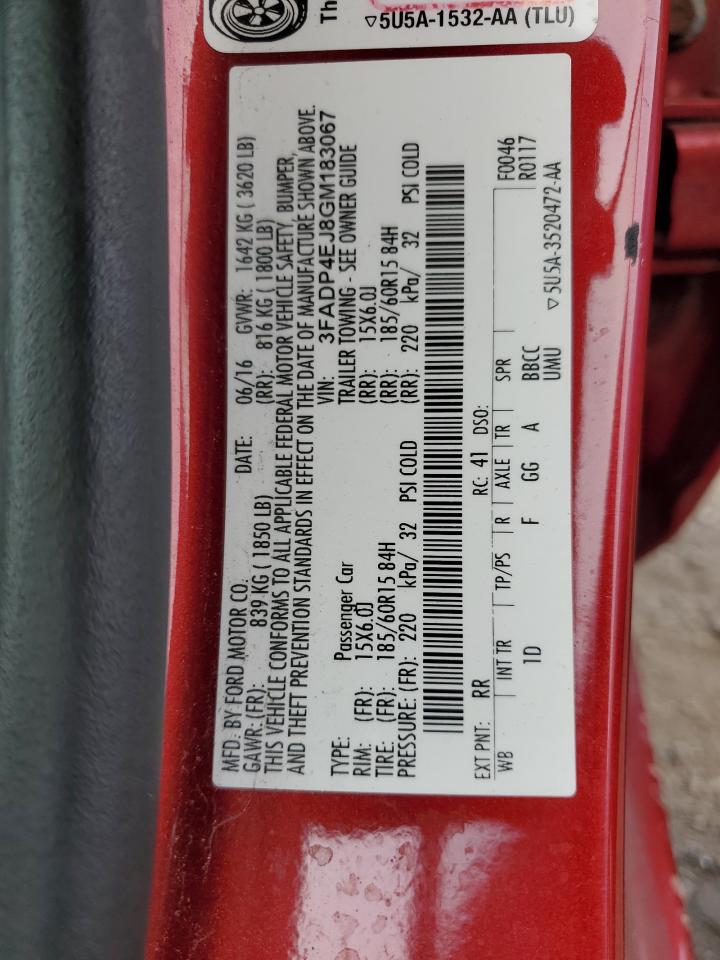 Th
▽5U5A-1532-AA (TLU)
MFD. BY FORD MOTOR CO. DATE: 06/16 GVWR: 1642 KG ( 3620 LB)
GAWR: (FR): 839 KG ( 1850 LB) (RR): 816 KG ( 1800 LB)
THIS VEHICLE CONFORMS TO ALL APPLICABLE FEDERAL MOTOR VEHICLE SAFETY, BUMPER,
AND THEFT PREVENTION STANDARDS IN EFFECT ON THE DATE OF MANUFACTURE SHOWN ABOVE.
VIN: 3FADP4EJ8GM183067
TYPE: Passenger Car TRAILER TOWING - SEE OWNER GUIDE
RIM: (FR): 15X6.0J (RR): 15X6.0J
TIRE: (FR): 185/60R15 84H (RR): 185/60R15 84H
PRESSURE: (FR): 220 kPa/ 32 PSI COLD (RR): 220 kPa/ 32 PSI COLD
EXT PNT: RR RC: 41 DSO: F0046
R0117
WB INT TR TP/PS R AXLE TR SPR
1D F GG A BBCC
UMU
▽5U5A-3520472-AA